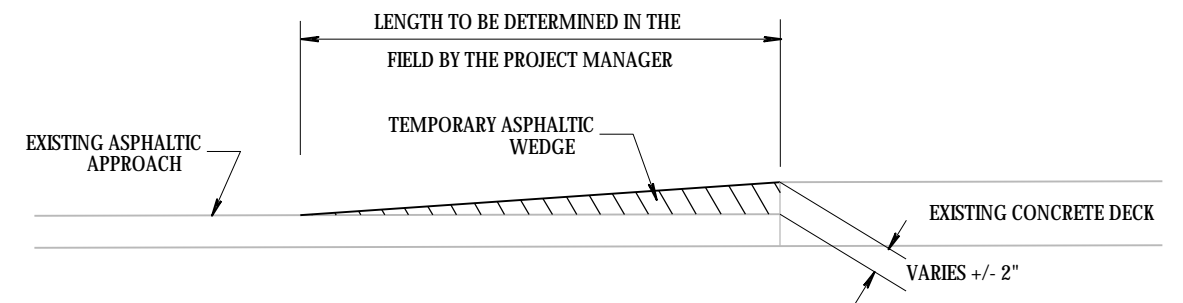 LENGTH TO BE DETERMINED IN THE
FIELD BY THE PROJECT MANAGER
TEMPORARY ASPHALTIC
WEDGE
EXISTING ASPHALTIC
APPROACH
EXISTING CONCRETE DECK
VARIES +/- 2"